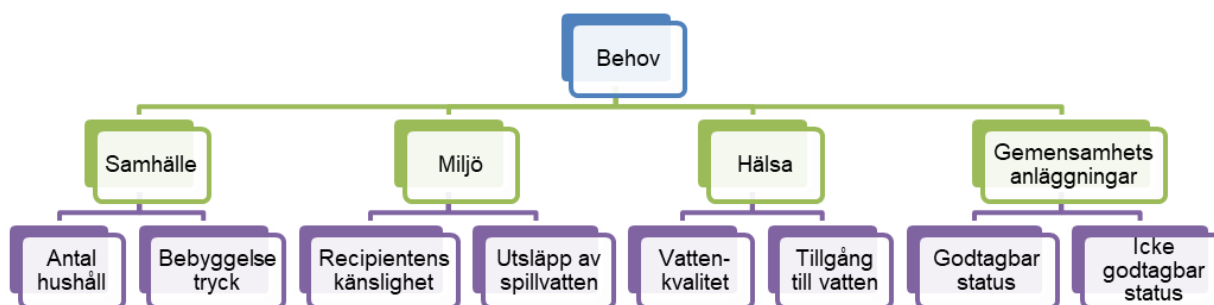 Behov
Samhälle
Miljö
Hälsa
Gemensamhets
anläggningar
Antal
hushåll
Bebyggelse
tryck
Recipientens
känslighet
Utsläpp av
spillvatten
Vatten-
kvalitet
Tillgång
till vatten
Godtagbar
status
Icke
godtagbar
status